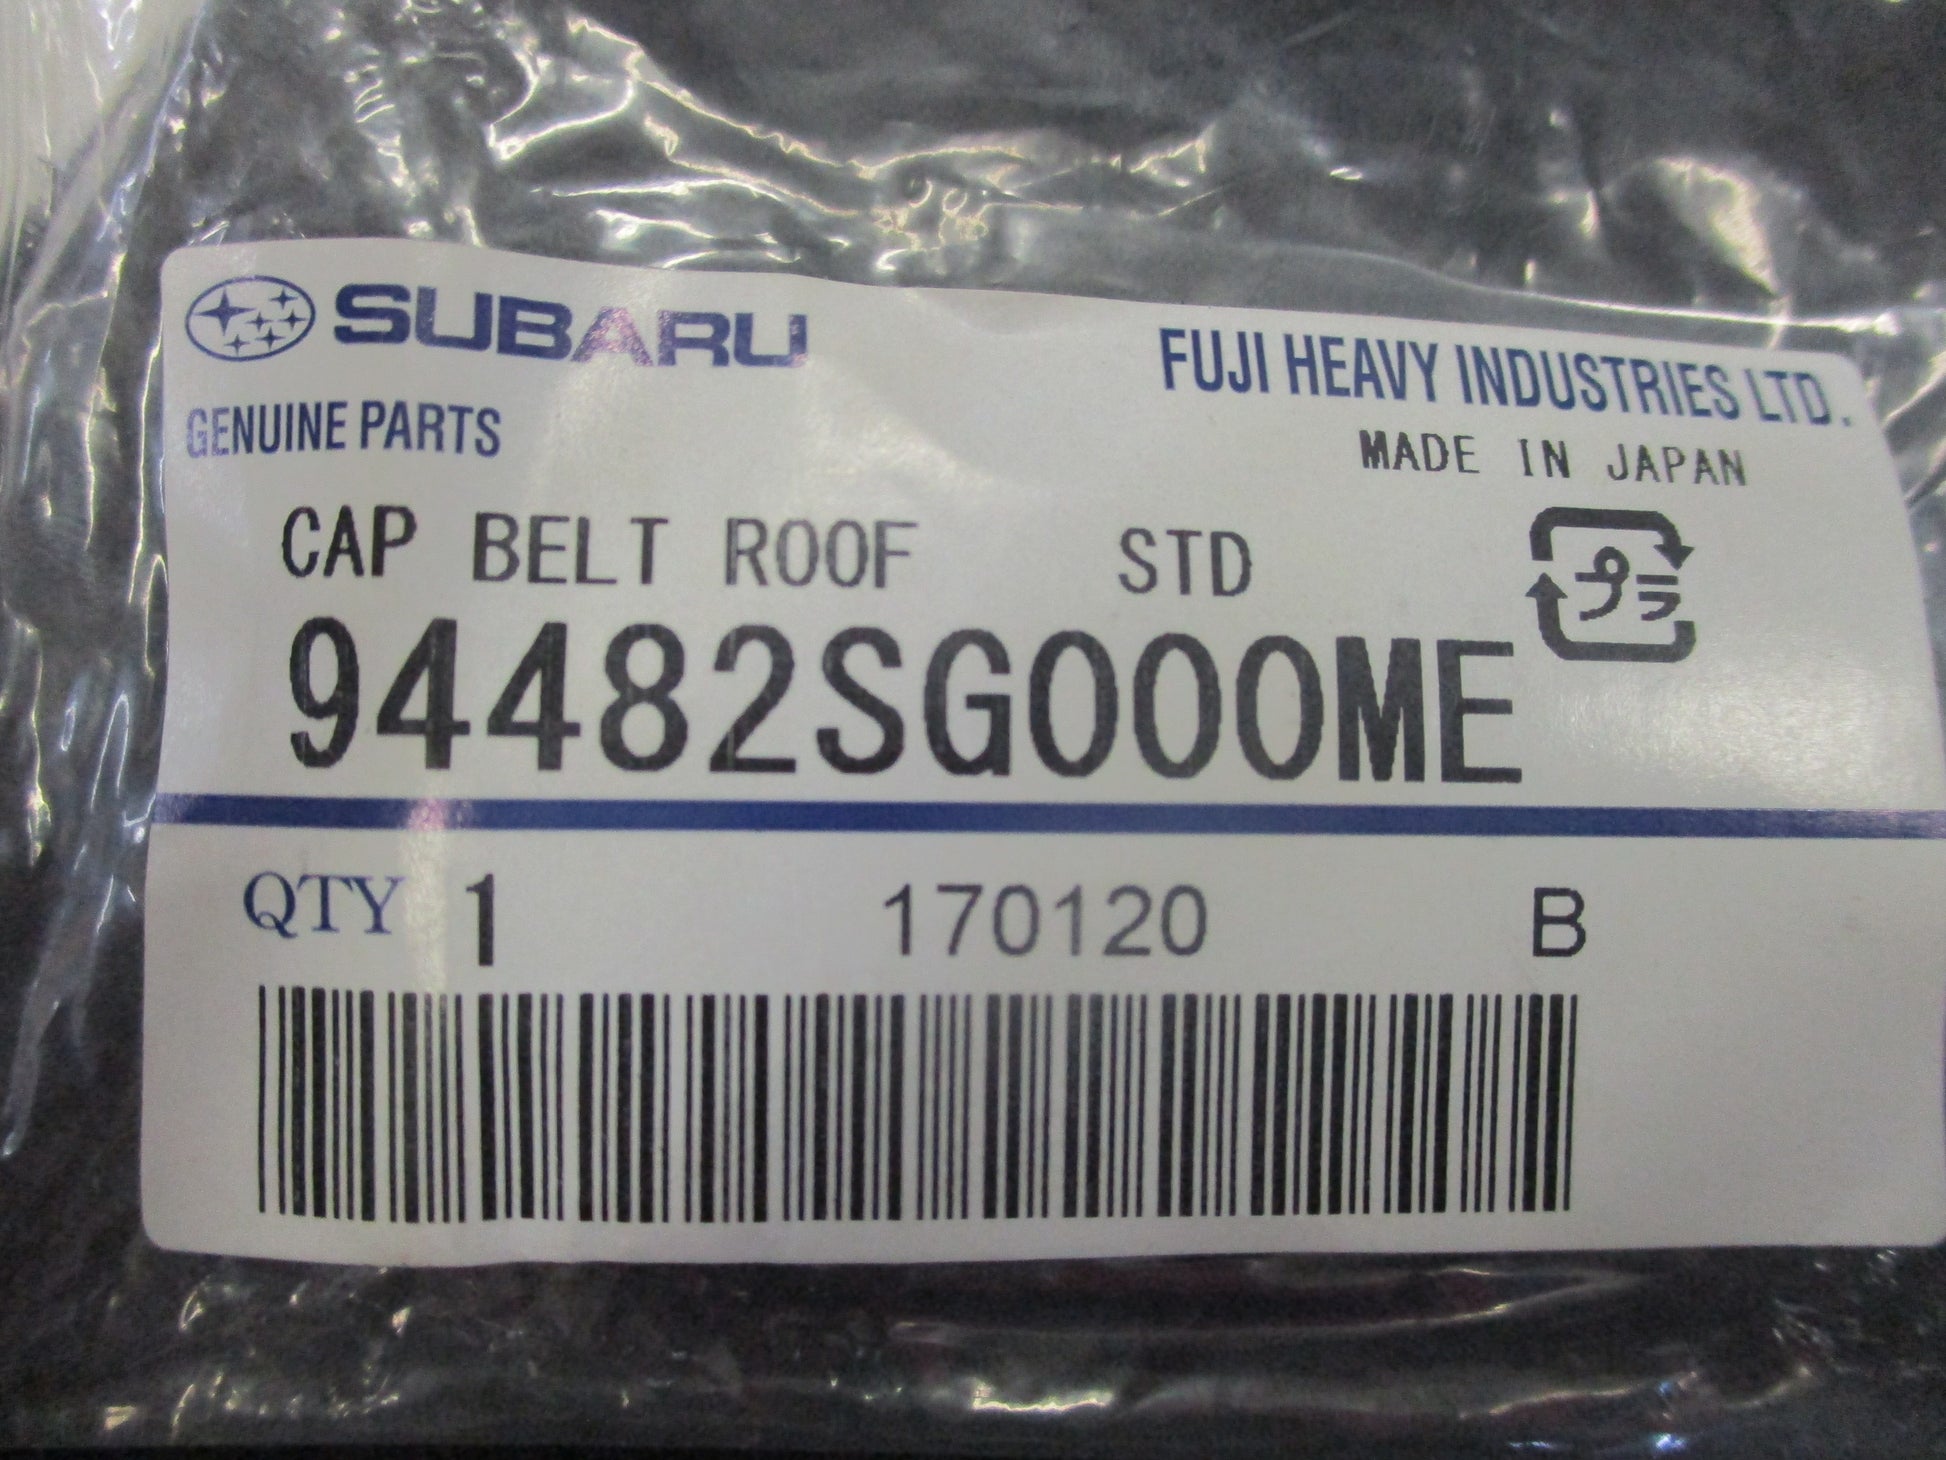 SUBARU
FUJI HEAVY INDUSTRIES LTD.
GENUINE PARTS
MADE IN JAPAN
CAP BELT ROOF STD
プラ
94482SG000ME
QTY 1 170120 B